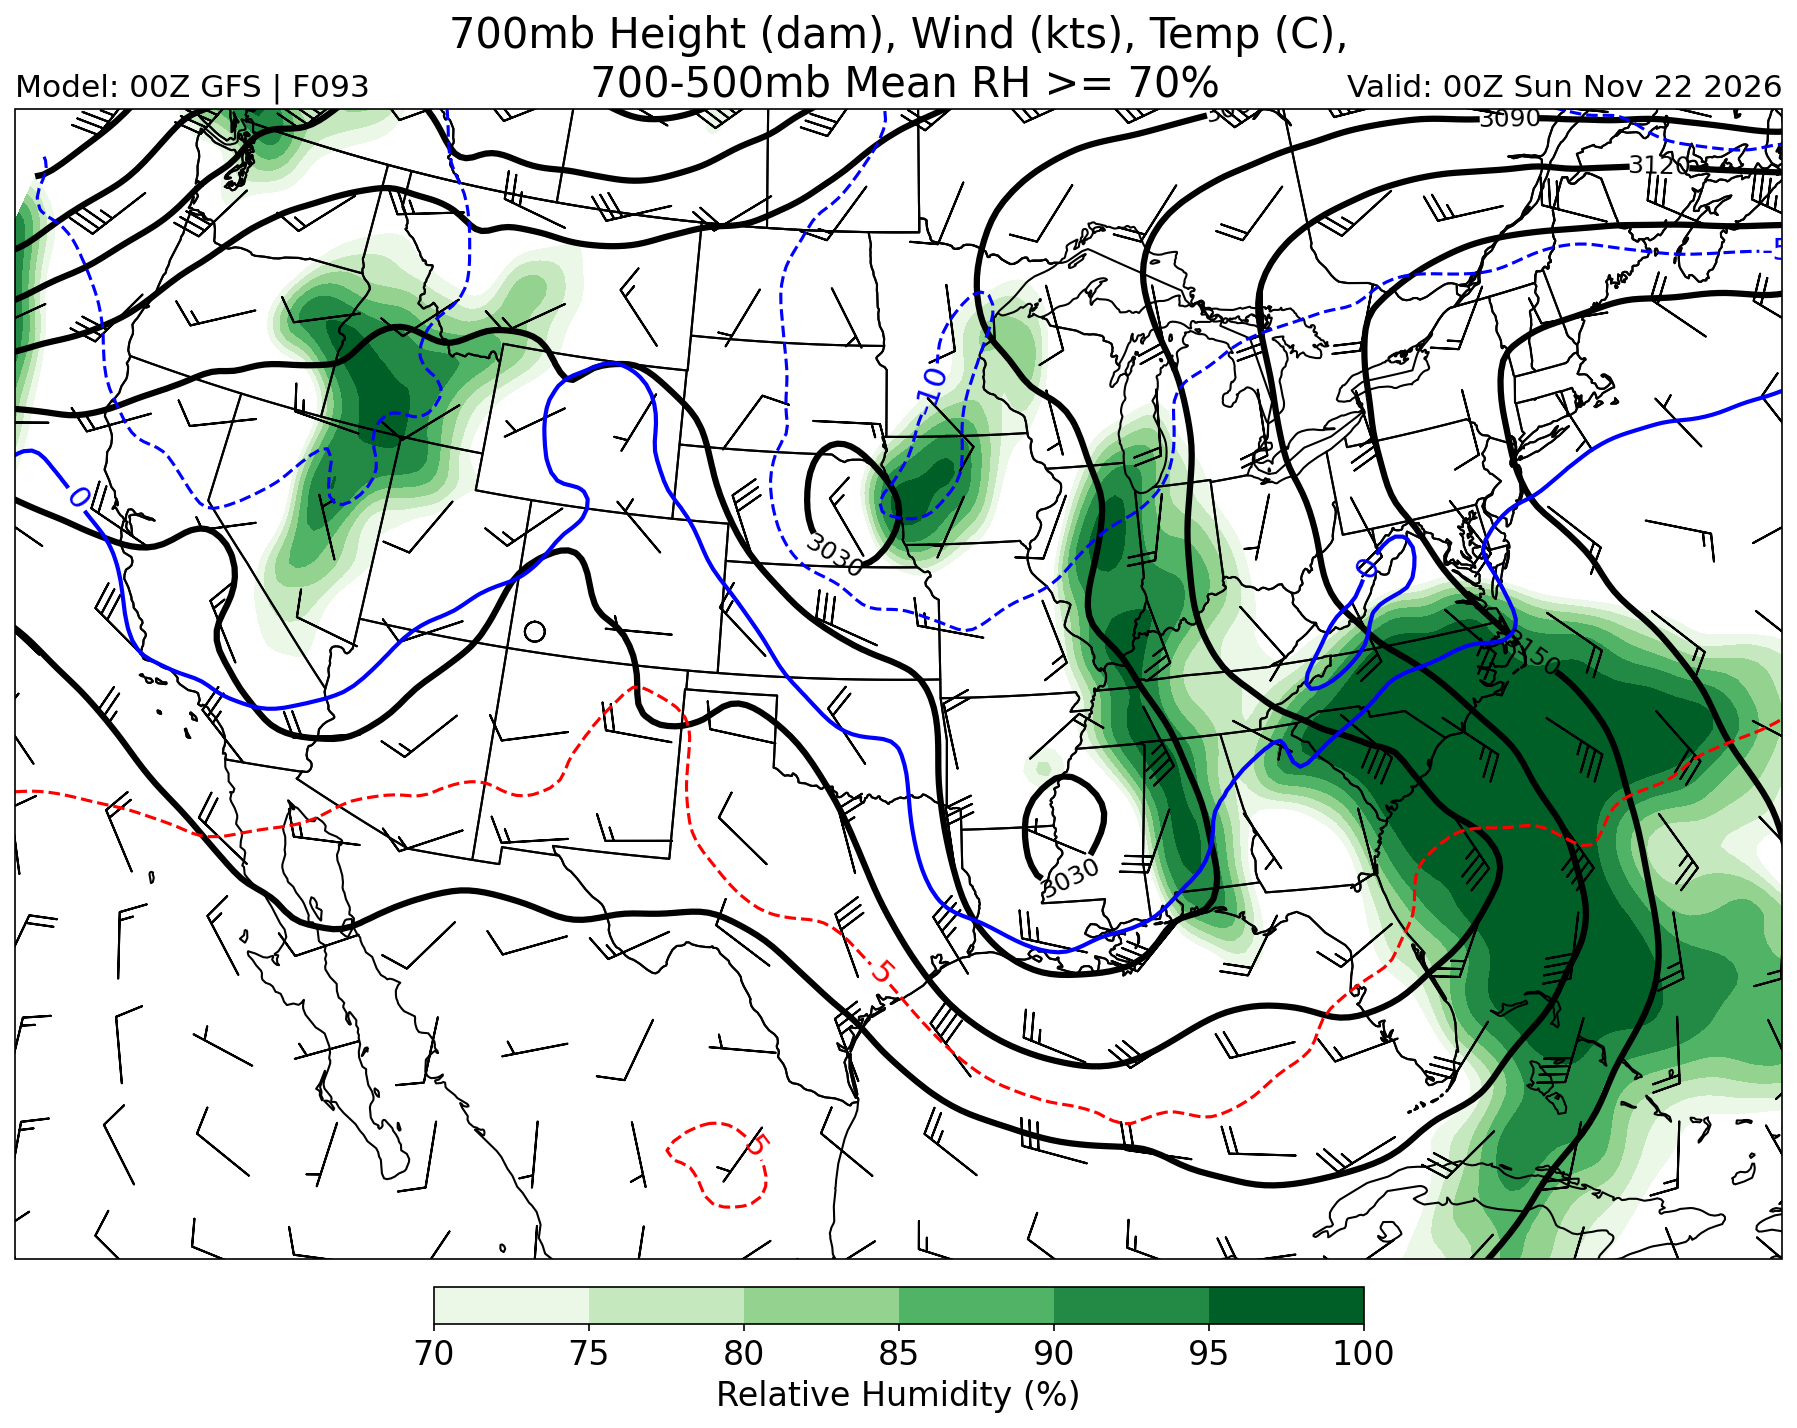 700mb Height (dam), Wind (kts), Temp (C),
700-500mb Mean RH >= 70%
Model: 00Z GFS | F093
Valid: 00Z Sun Nov 22 2026
3090
3120
10
0
3030
0
3150
3030
5
5
70 75 80 85 90 95 100
Relative Humidity (%)